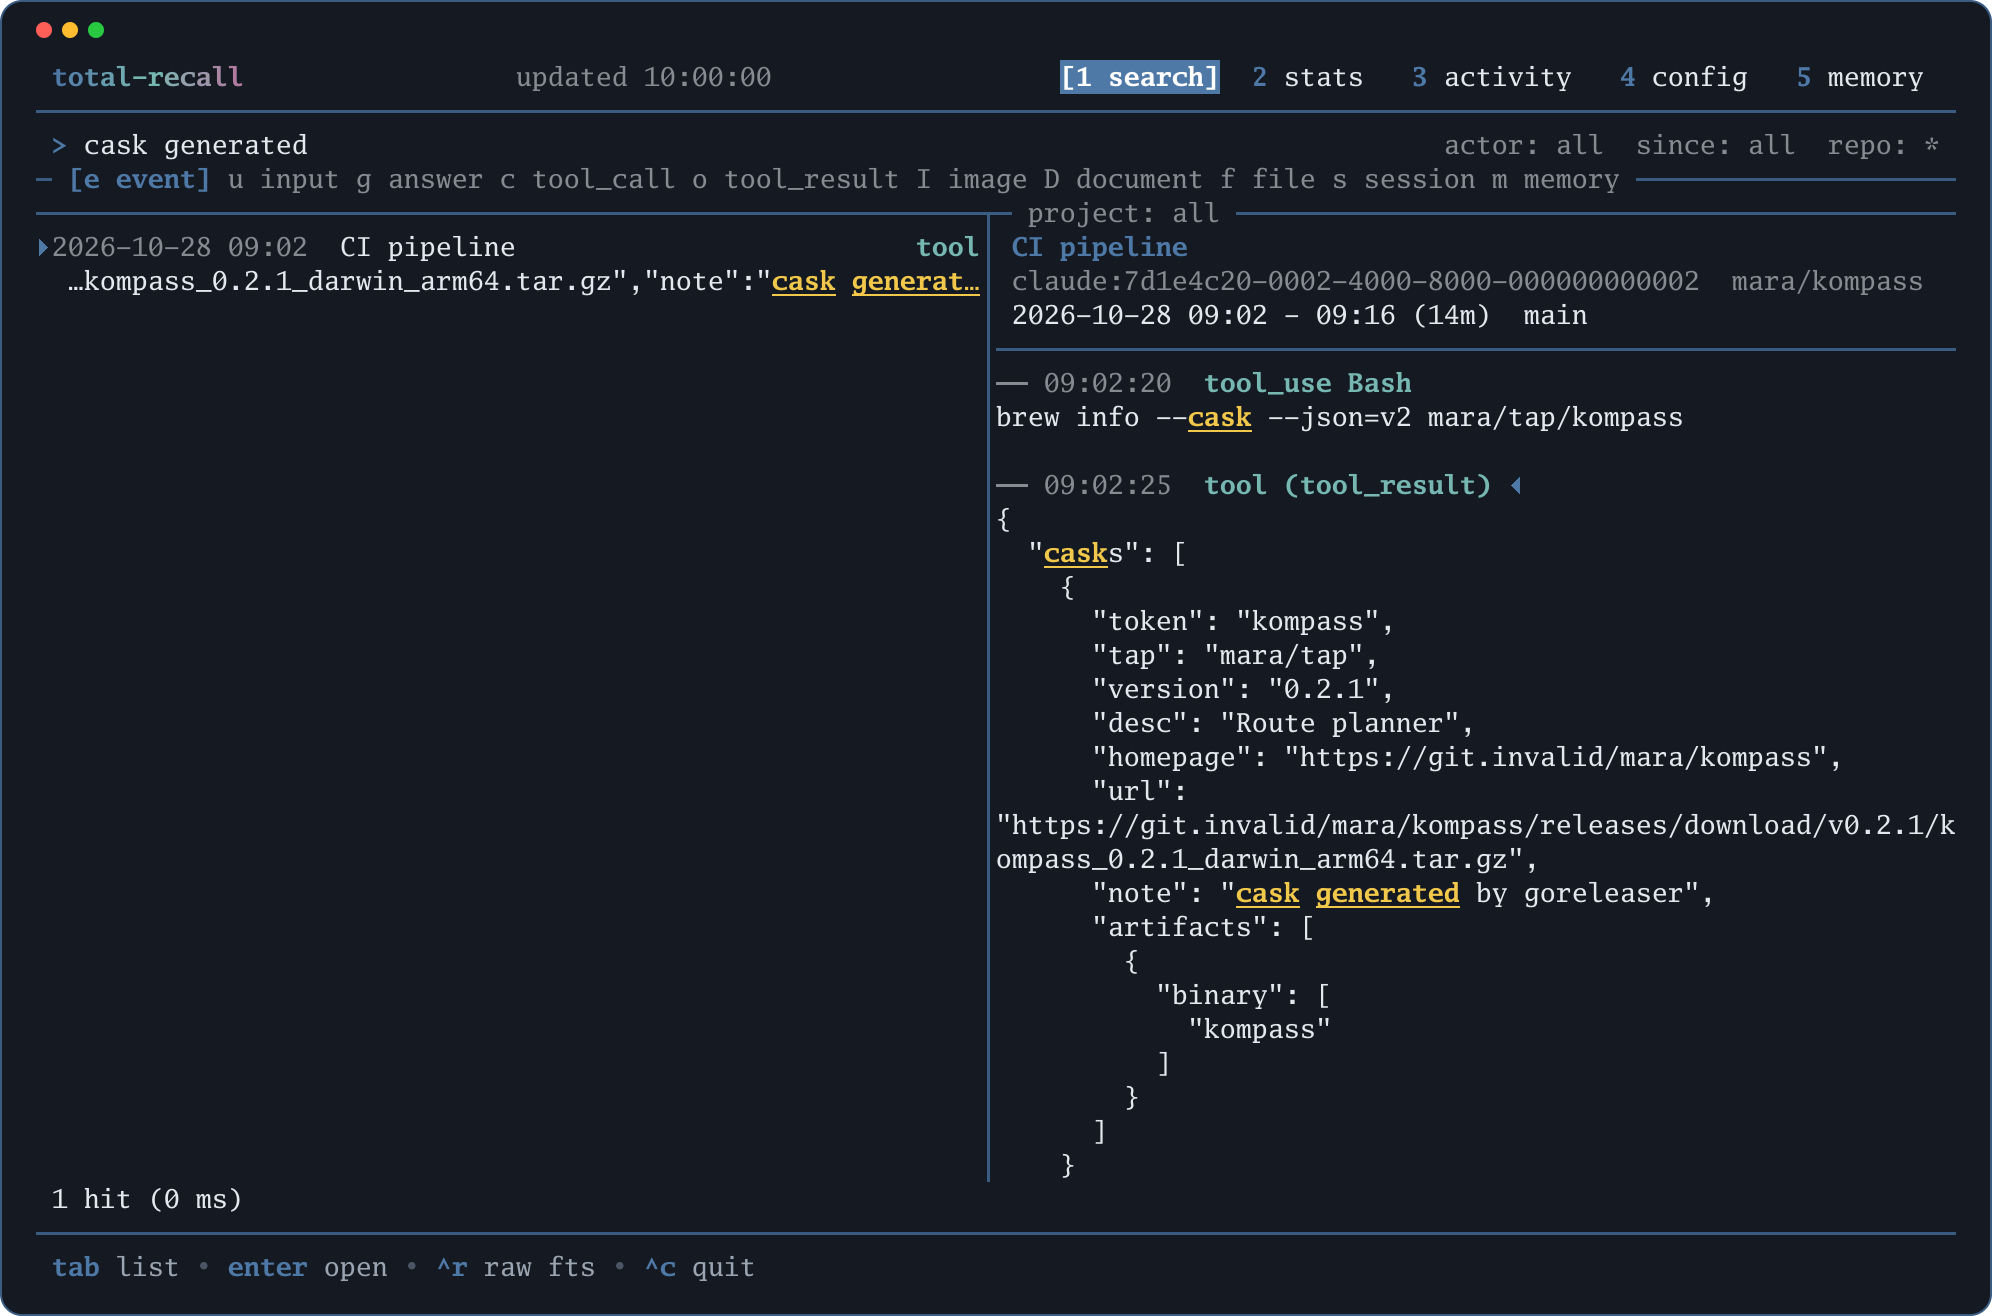 total-recall updated 10:00:00 [1 search] 2 stats 3 activity 4 config 5 memory
> cask generated actor: all since: all repo: *
[e event] u input g answer c tool_call o tool_result I image D document f file s session m memory
project: all
2026-10-28 09:02 CI pipeline tool
…kompass_0.2.1_darwin_arm64.tar.gz","note":"cask generat…
1 hit (0 ms)
CI pipeline
claude:7d1e4c20-0002-4000-8000-000000000002 mara/kompass
2026-10-28 09:02 - 09:16 (14m) main
09:02:20 tool_use Bash
brew info --cask --json=v2 mara/tap/kompass
09:02:25 tool (tool_result)
{
"casks": [
{
"token": "kompass",
"tap": "mara/tap",
"version": "0.2.1",
"desc": "Route planner",
"homepage": "https://git.invalid/mara/kompass",
"url":
"https://git.invalid/mara/kompass/releases/download/v0.2.1/k
ompass_0.2.1_darwin_arm64.tar.gz",
"note": "cask generated by goreleaser",
"artifacts": [
{
"binary": [
"kompass"
]
}
]
}
tab list • enter open • ^r raw fts • ^c quit